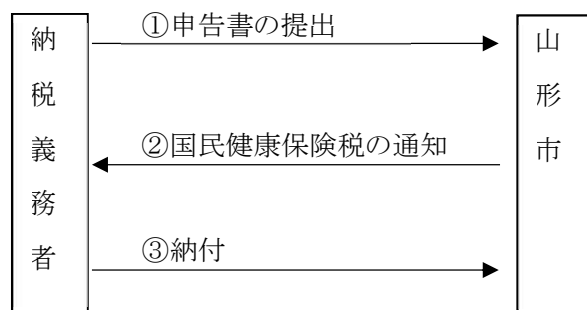 納税義務者
①申告書の提出
山形市
②国民健康保険税の通知
③納付